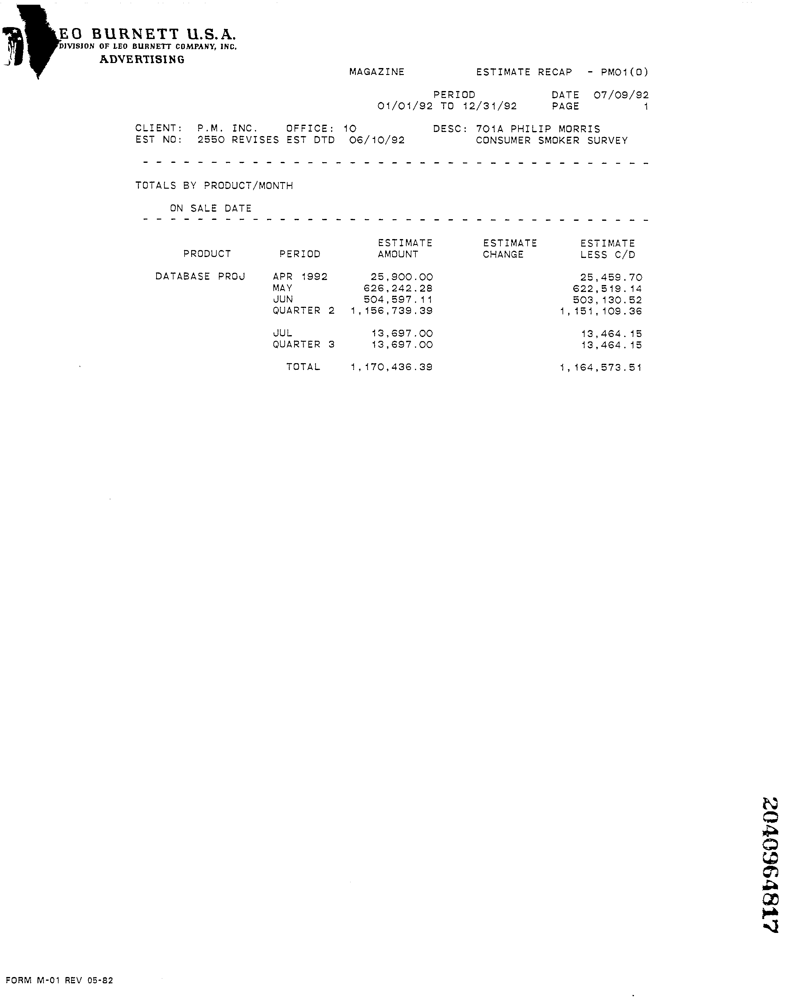 EO BURNETT U.S.A.
DIVISION OF LEO BURNETT COMPANY, INC.
ADVERTISING
MAGAZINE ESTIMATE RECAP - PM01(0)
PERIOD DATE 07/09/92
01/01/92 TO 12/31/92 PAGE 1
CLIENT: P.M. INC. OFFICE: 10 DESC: 701A PHILIP MORRIS
EST NO: 2550 REVISES EST DTD 06/10/92 CONSUMER SMOKER SURVEY
TOTALS BY PRODUCT/MONTH
ON SALE DATE
ESTIMATE ESTIMATE ESTIMATE
PRODUCT PERIOD AMOUNT CHANGE LESS C/D
DATABASE PROJ APR 1992 25,900.00 25,459.70
MAY 626,242.28 622,519.14
JUN 504,597.11 503,130.52
QUARTER 2 1,156,739.39 1,151,109.36
JUL 13,697.00 13,464.15
QUARTER 3 13,697.00 13,464.15
TOTAL 1,170,436.39 1,164,573.51
2040964817
FORM M-01 REV 05-82